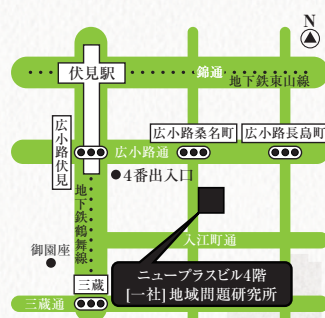 N
伏見駅
錦通
地下鉄東山線
広小路伏見
広小路桑名町
広小路長島町
広小路通
4番出入口
地下鉄鶴舞線
入江町通
御園座
ニュープラスビル4階
[一社]地域問題研究所
三蔵
三蔵通